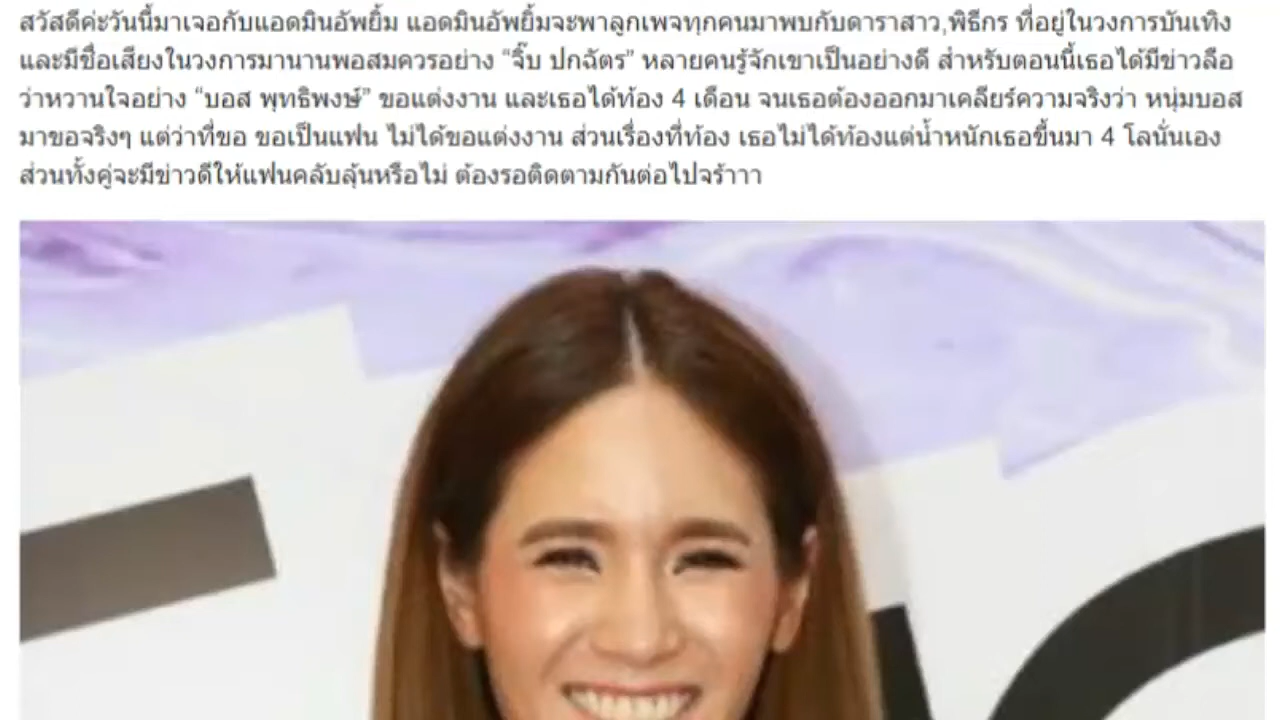 สวัสดีค่ะวันนี้มาเจอกับแอดมินอัพยิ้ม แอดมินอัพยิ้มจะพาลูกเพจทุกคนมาพบกับดาราสาว,พิธีกร ที่อยู่ในวงการบันเทิง
และมีชื่อเสียงในวงการมานานพอสมควรอย่าง “จิ๊บ ปกฉัตร” หลายคนรู้จักเขาเป็นอย่างดี สำหรับตอนนี้เธอได้มีข่าวลือ
ว่าหวานใจอย่าง “บอส พุทธิพงษ์” ขอแต่งงาน และเธอได้ท้อง 4 เดือน จนเธอต้องออกมาเคลียร์ความจริงว่า หนุ่มบอส
มาขอจริงๆ แต่ว่าที่ขอ ขอเป็นแฟน ไม่ได้ขอแต่งงาน ส่วนเรื่องที่ท้อง เธอไม่ได้ท้องแต่น้ำหนักเธอขึ้นมา 4 โลนั่นเอง
ส่วนทั้งคู่จะมีข่าวดีให้แฟนคลับลุ้นหรือไม่ ต้องรอติดตามกันต่อไปจร้าาา